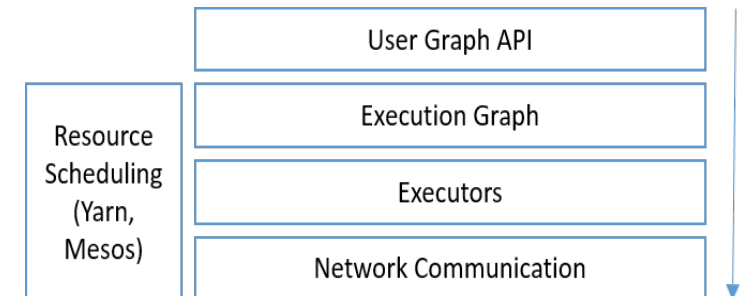 User Graph API
Execution Graph
Resource
Scheduling
(Yarn,
Mesos)
Executors
Network Communication